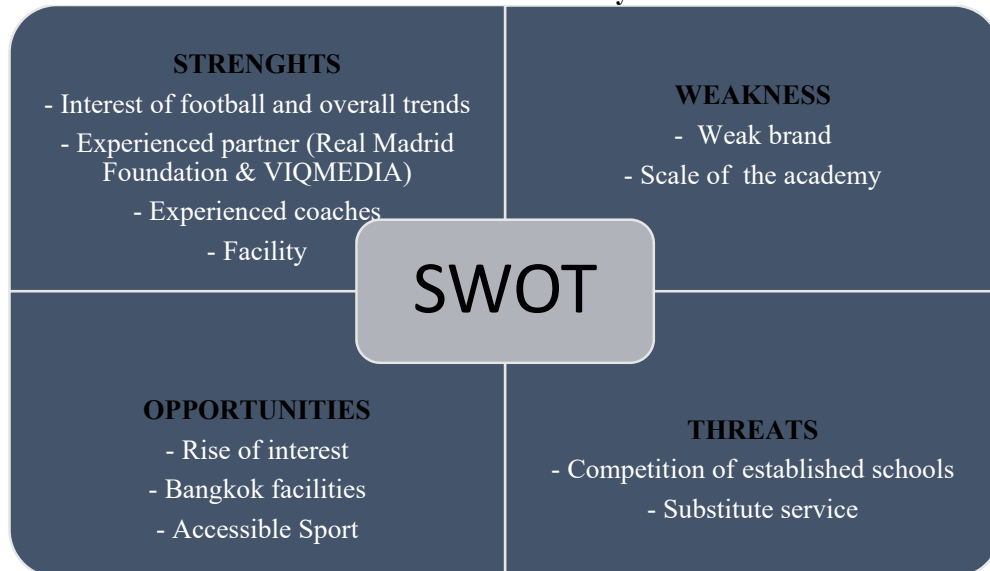 STRENGHTS
- Interest of football and overall trends
- Experienced partner (Real Madrid
Foundation & VIQMEDIA)
- Experienced coaches
- Facility
WEAKNESS
- Weak brand
- Scale of the academy
SWOT
OPPORTUNITIES
- Rise of interest
- Bangkok facilities
- Accessible Sport
THREATS
- Competition of established schools
- Substitute service